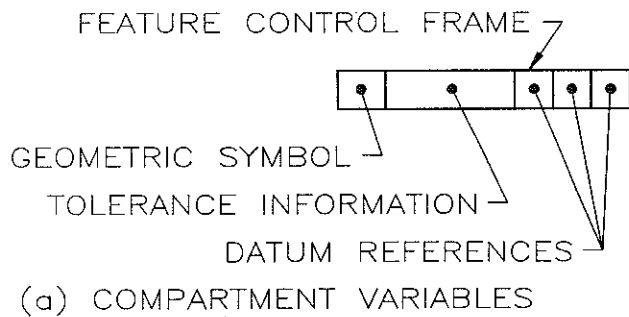 FEATURE CONTROL FRAME
GEOMETRIC SYMBOL
TOLERANCE INFORMATION
DATUM REFERENCES
(a) COMPARTMENT VARIABLES